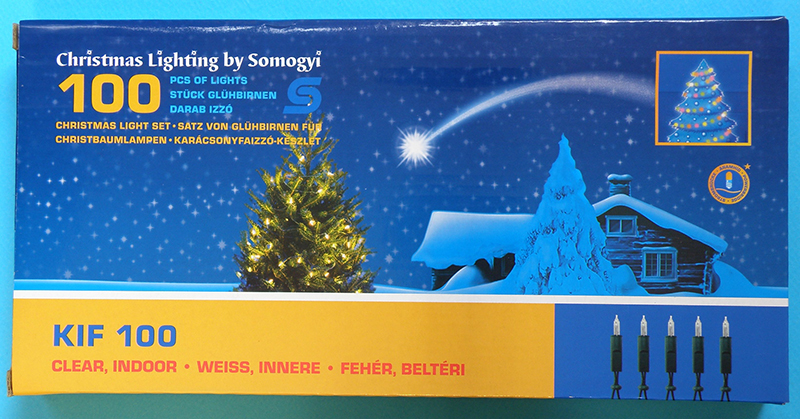 Christmas Lighting by Somogyi
100
PCS OF LIGHTS
STÜCK GLÜHBIRNEN
DARAB IZZÓ
S
CHRISTMAS LIGHT SET • SATZ VON GLÜHBIRNEN FÜR
CHRISTBAUMLAMPEN • KARÁCSONYFAIZZÓ-KÉSZLET
KIF 100
CLEAR, INDOOR • WEISS, INNERE • FEHÉR, BELTÉRI